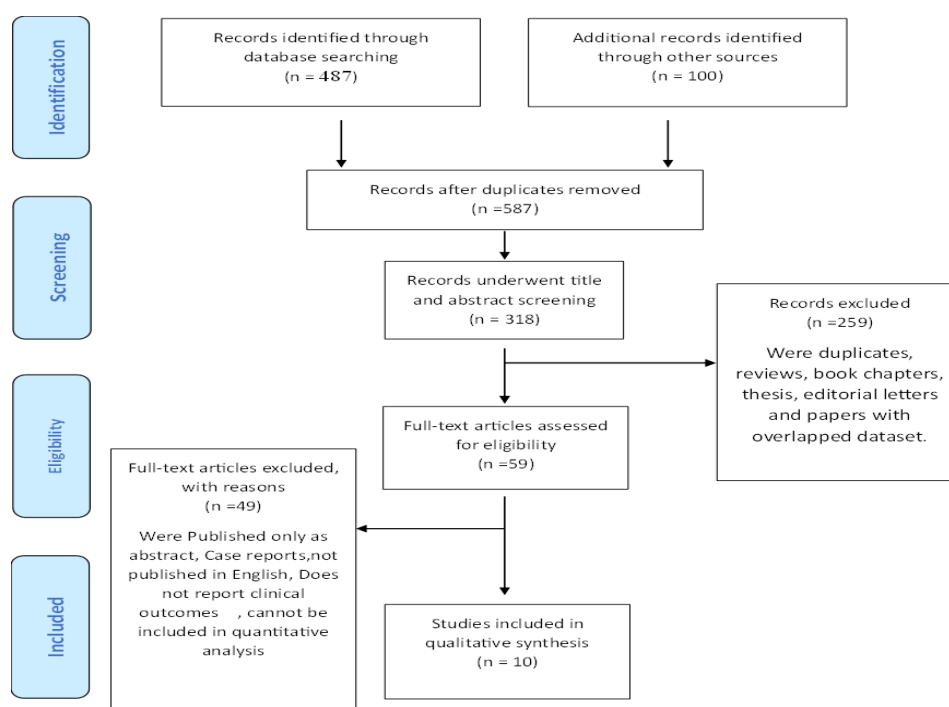 Identification
Records identified through
database searching
(n = 487)
Additional records identified
through other sources
(n = 100)
Records after duplicates removed
(n =587)
Screening
Records underwent title
and abstract screening
(n = 318)
Records excluded
(n =259)
Were duplicates,
reviews, book chapters,
thesis, editorial letters
and papers with
overlapped dataset.
Eligibility
Full-text articles assessed
for eligibility
(n =59)
Full-text articles excluded,
with reasons
(n =49)
Were Published only as
abstract, Case reports,not
published in English, Does
not report clinical
outcomes , cannot be
included in quantitative
analysis
Included
Studies included in
qualitative synthesis
(n = 10)